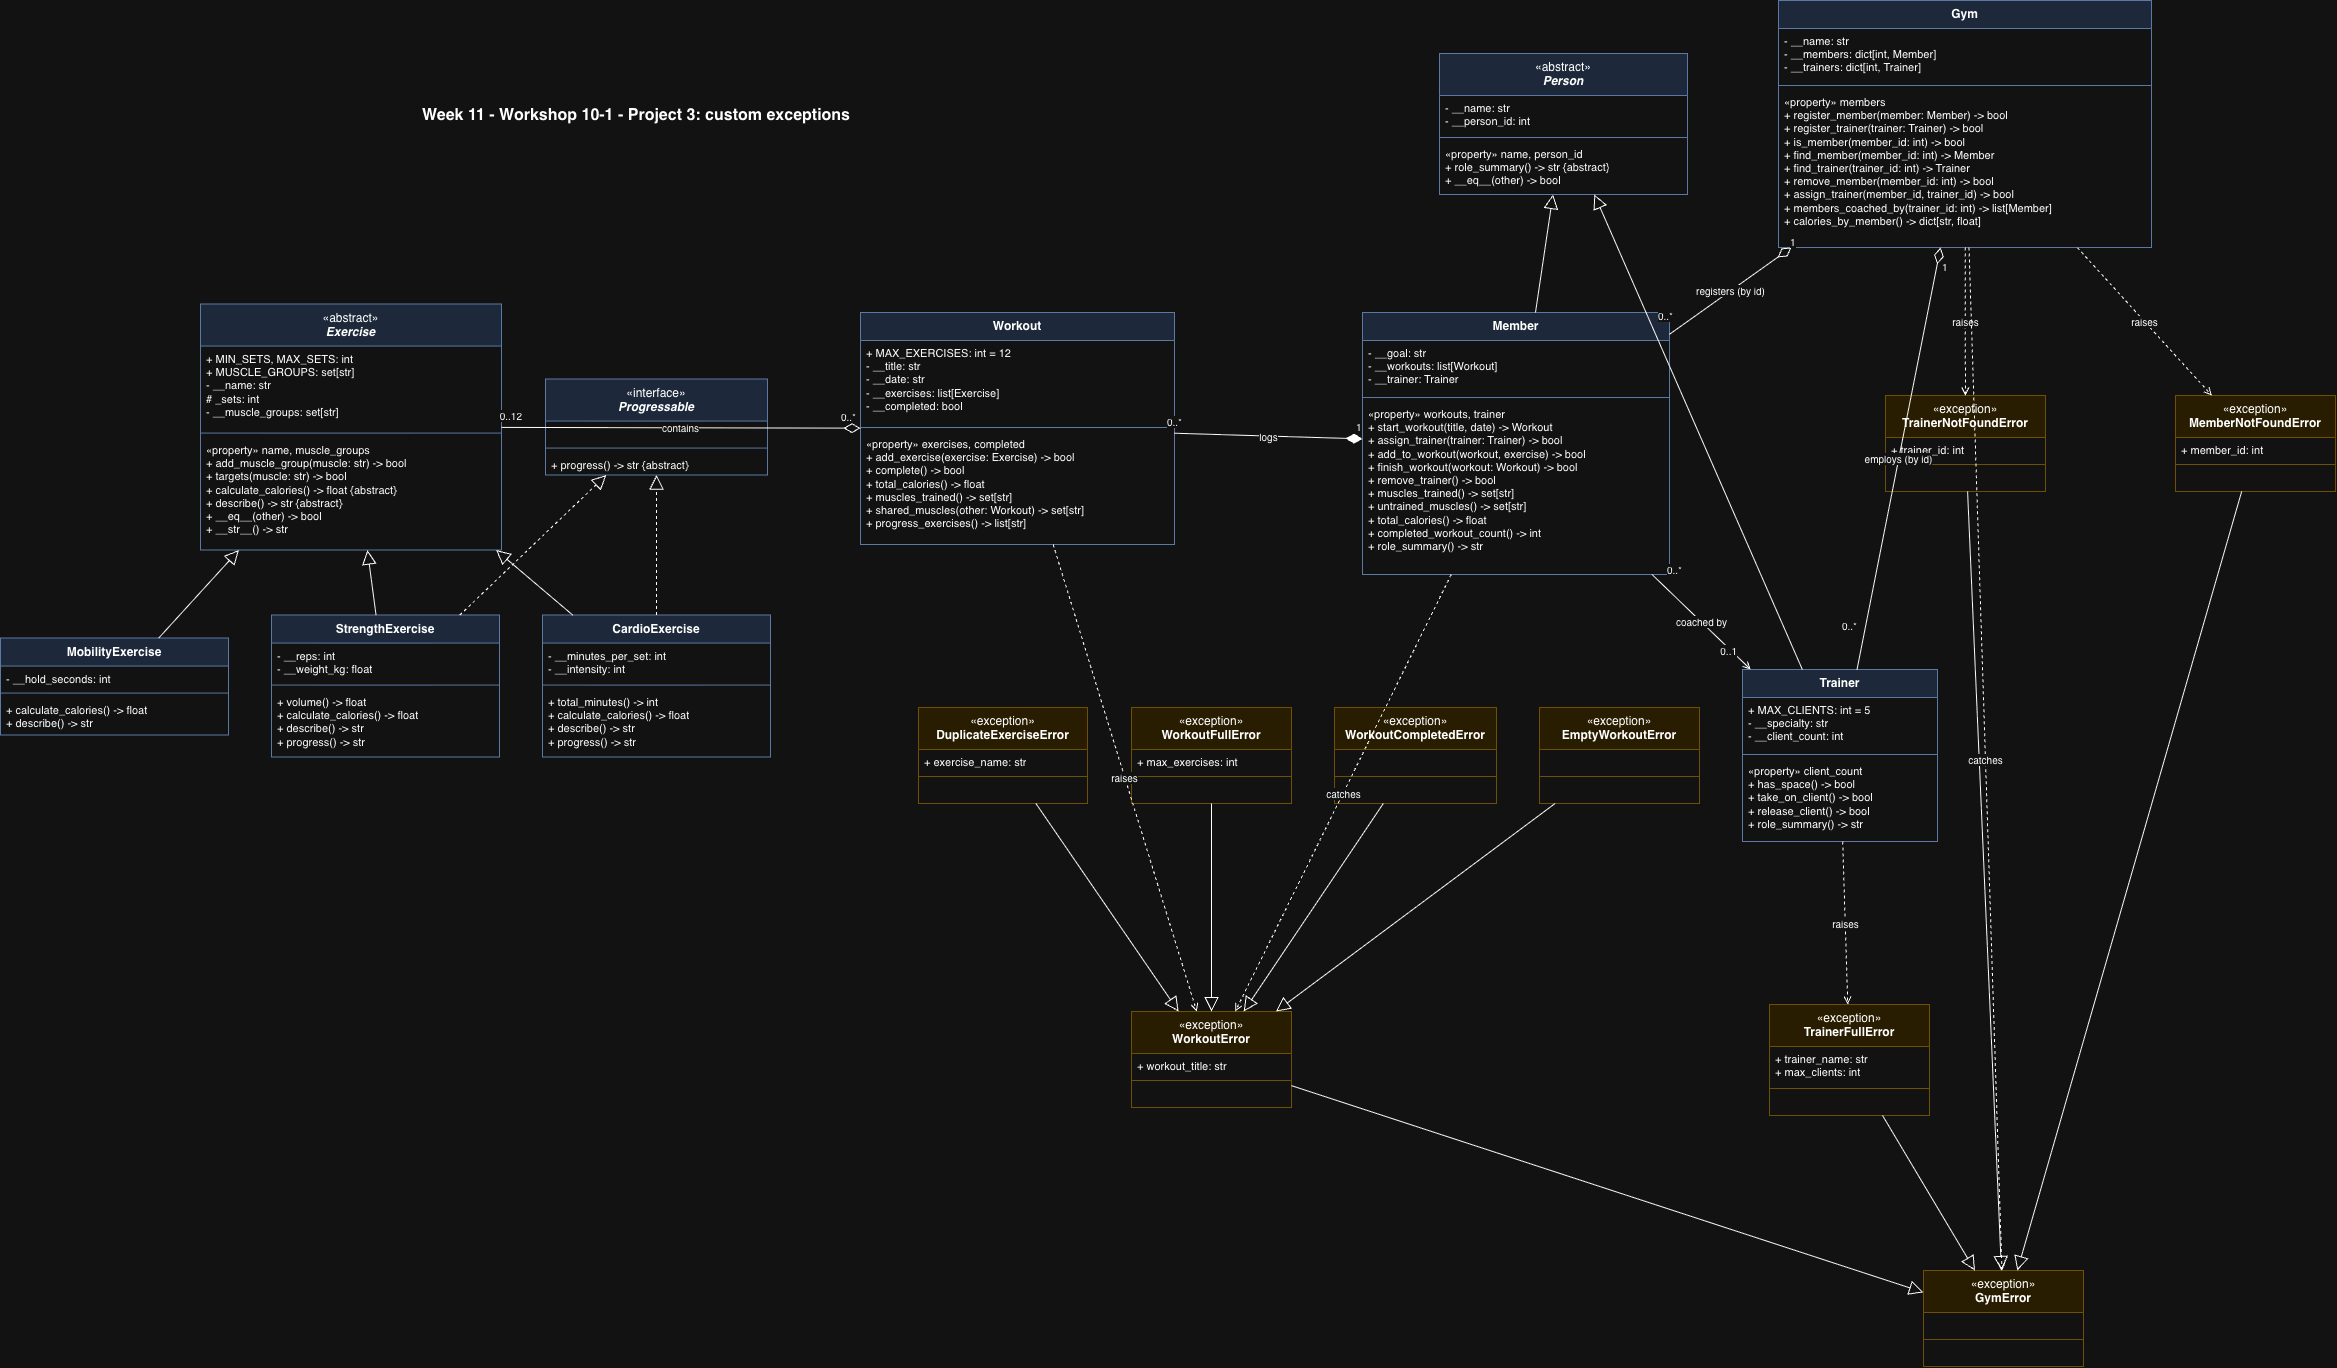 Week 11 - Workshop 10-1 - Project 3: custom exceptions
Gym
- __name: str
- __members: dict[int, Member]
- __trainers: dict[int, Trainer]
«property» members
+ register_member(member: Member) -> bool
+ register_trainer(trainer: Trainer) -> bool
+ is_member(member_id: int) -> bool
+ find_member(member_id: int) -> Member
+ find_trainer(trainer_id: int) -> Trainer
+ remove_member(member_id: int) -> bool
+ assign_trainer(member_id, trainer_id) -> bool
+ members_coached_by(trainer_id: int) -> list[Member]
+ calories_by_member() -> dict[str, float]
«abstract»
Person
- __name: str
- __person_id: int
«property» name, person_id
+ role_summary() -> str {abstract}
+ __eq__(other) -> bool
1
1
registers (by id)
0..*
raises
raises
«abstract»
Exercise
+ MIN_SETS, MAX_SETS: int
+ MUSCLE_GROUPS: set[str]
- __name: str
# _sets: int
- __muscle_groups: set[str]
«property» name, muscle_groups
+ add_muscle_group(muscle: str) -> bool
+ targets(muscle: str) -> bool
+ calculate_calories() -> float {abstract}
+ describe() -> str {abstract}
+ __eq__(other) -> bool
+ __str__() -> str
0..12
«interface»
Progressable
contains
+ progress() -> str {abstract}
0..*
Workout
+ MAX_EXERCISES: int = 12
- __title: str
- __date: str
- __exercises: list[Exercise]
- __completed: bool
«property» exercises, completed
+ add_exercise(exercise: Exercise) -> bool
+ complete() -> bool
+ total_calories() -> float
+ muscles_trained() -> set[str]
+ shared_muscles(other: Workout) -> set[str]
+ progress_exercises() -> list[str]
0..*
logs
1
Member
- __goal: str
- __workouts: list[Workout]
- __trainer: Trainer
«property» workouts, trainer
+ start_workout(title, date) -> Workout
+ assign_trainer(trainer: Trainer) -> bool
+ add_to_workout(workout, exercise) -> bool
+ finish_workout(workout: Workout) -> bool
+ remove_trainer() -> bool
+ muscles_trained() -> set[str]
+ untrained_muscles() -> set[str]
+ total_calories() -> float
+ completed_workout_count() -> int
+ role_summary() -> str
0..*
coached by
0..1
«exception»
TrainerNotFoundError
+ trainer_id: int
employs (by id)
«exception»
MemberNotFoundError
+ member_id: int
0..*
MobilityExercise
- __hold_seconds: int
+ calculate_calories() -> float
+ describe() -> str
StrengthExercise
- __reps: int
- __weight_kg: float
+ volume() -> float
+ calculate_calories() -> float
+ describe() -> str
+ progress() -> str
CardioExercise
- __minutes_per_set: int
- __intensity: int
+ total_minutes() -> int
+ calculate_calories() -> float
+ describe() -> str
+ progress() -> str
«exception»
DuplicateExerciseError
+ exercise_name: str
raises
«exception»
WorkoutFullError
+ max_exercises: int
«exception»
WorkoutCompletedError
catches
«exception»
EmptyWorkoutError
Trainer
+ MAX_CLIENTS: int = 5
- __specialty: str
- __client_count: int
«property» client_count
+ has_space() -> bool
+ take_on_client() -> bool
+ release_client() -> bool
+ role_summary() -> str
catches
raises
«exception»
WorkoutError
+ workout_title: str
«exception»
TrainerFullError
+ trainer_name: str
+ max_clients: int
«exception»
GymError